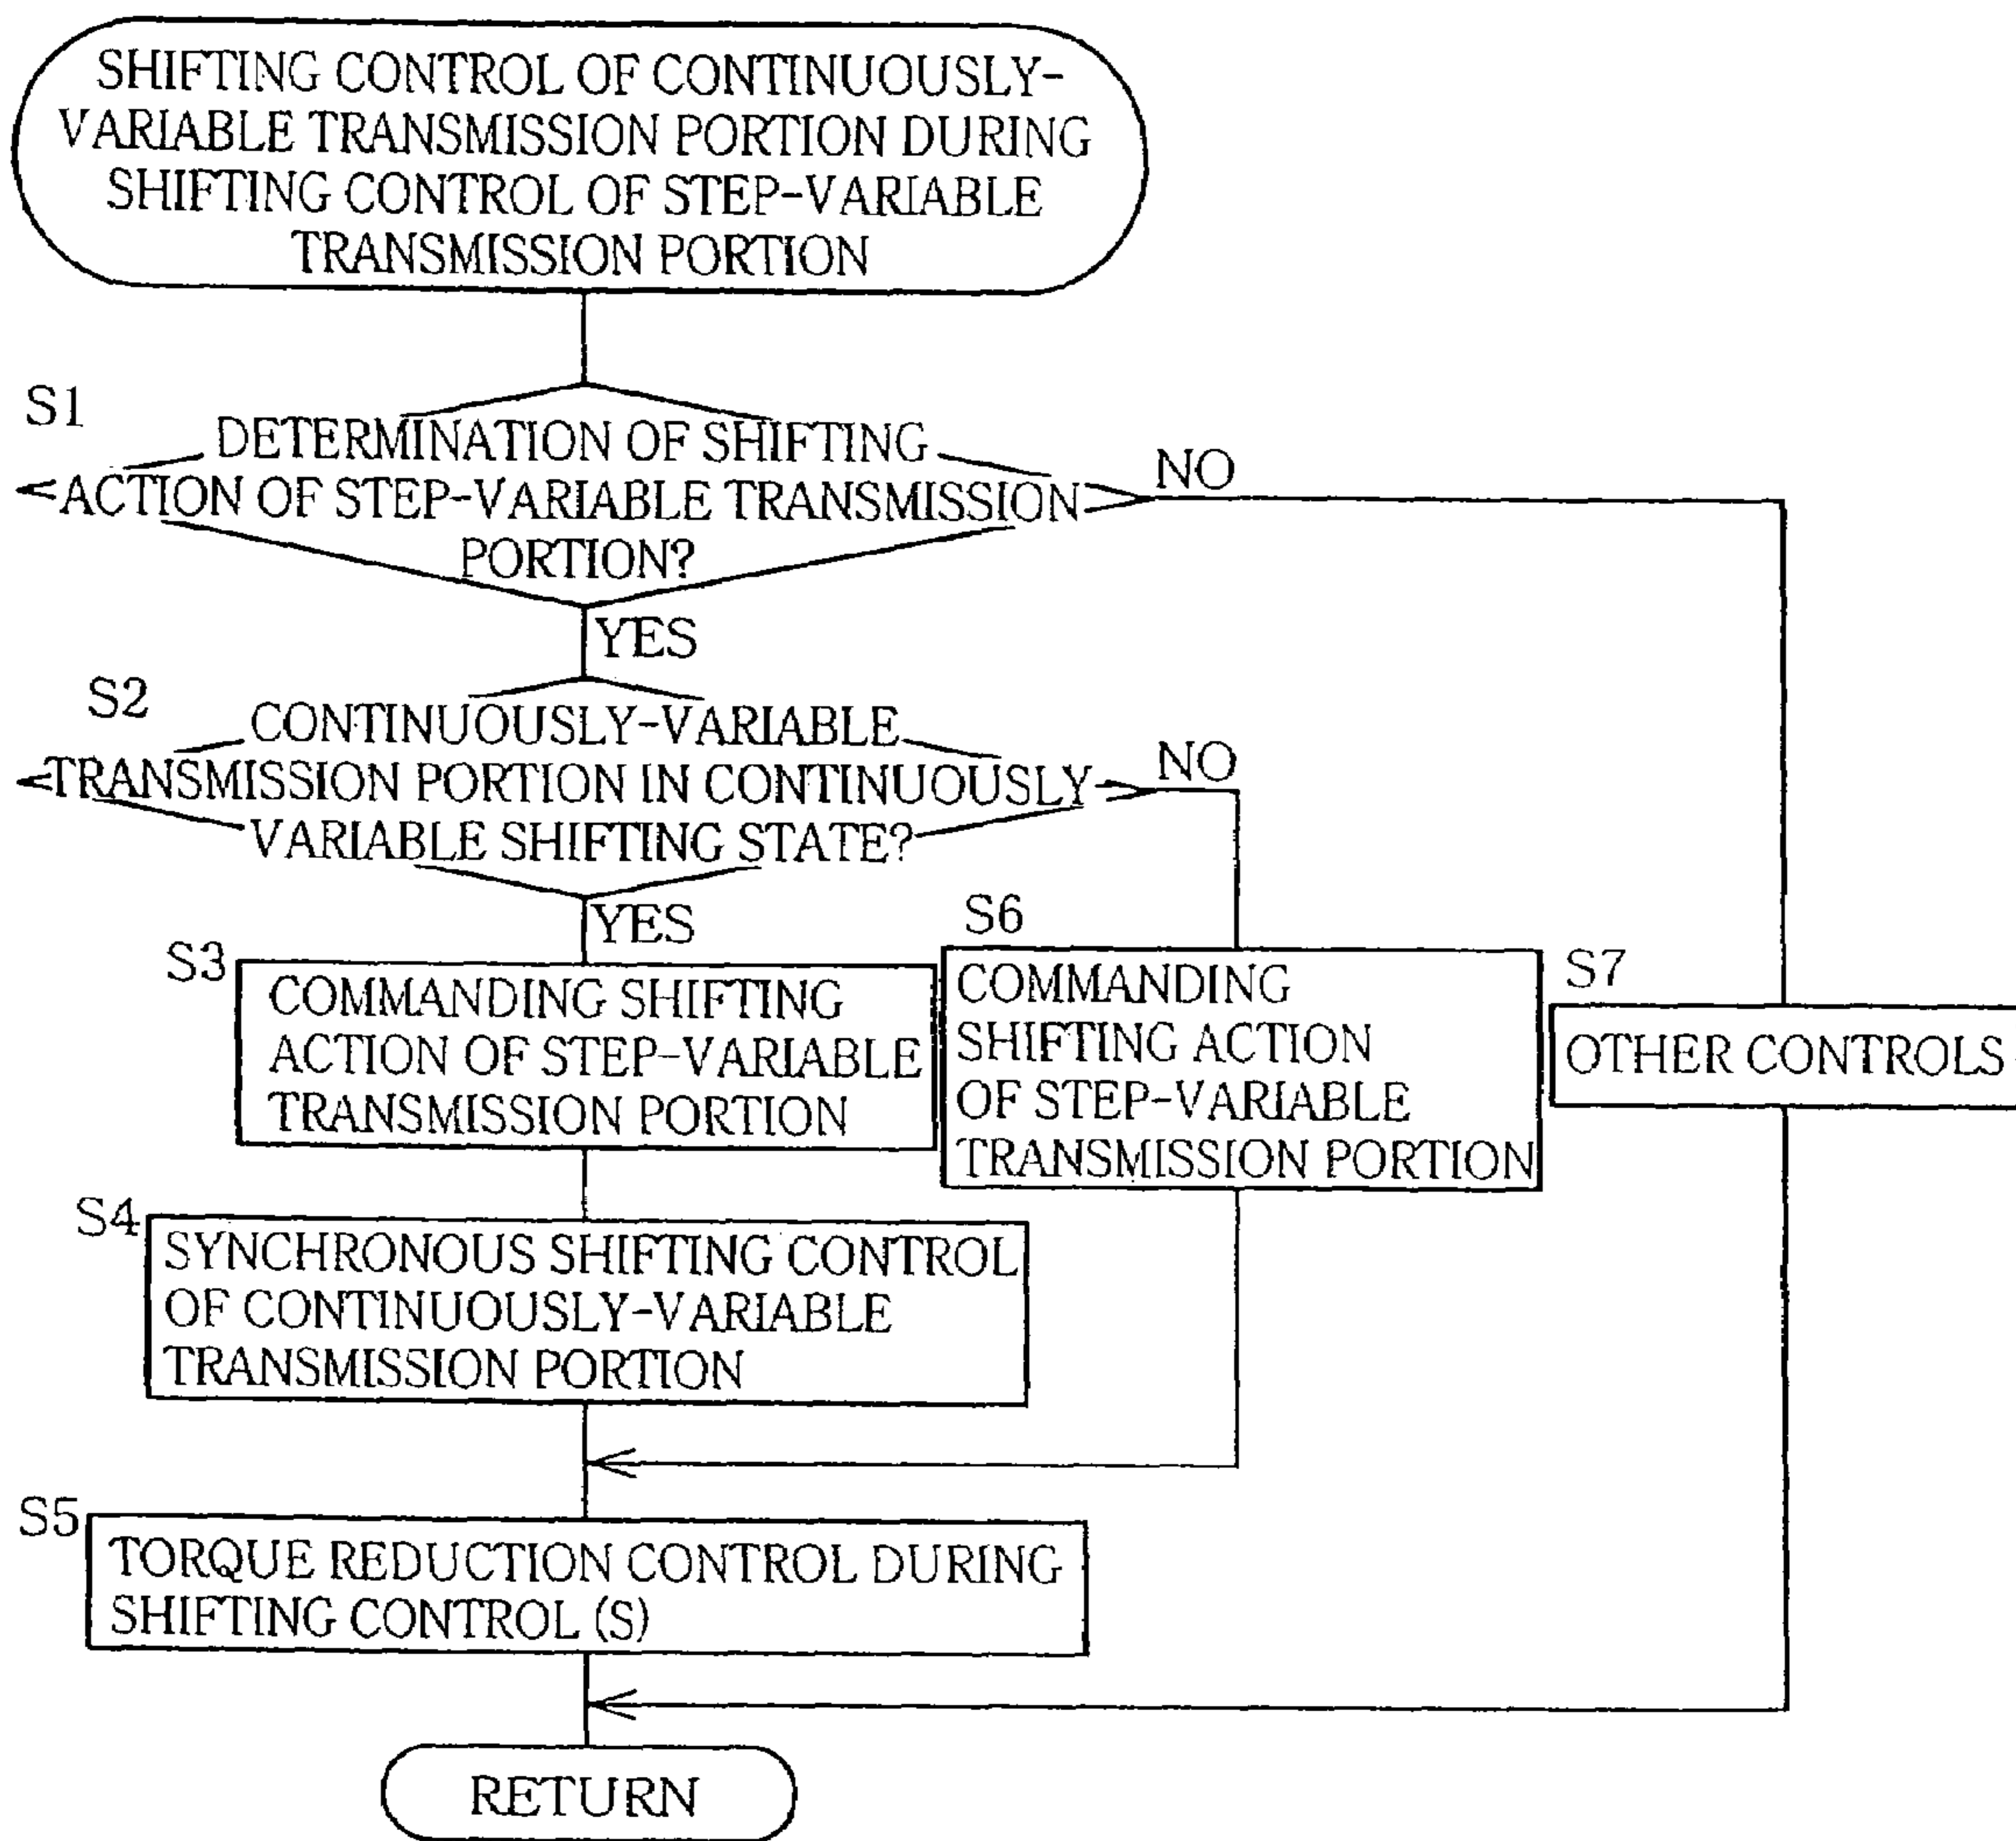 SHIFTING CONTROL OF CONTINUOUSLY-
VARIABLE TRANSMISSION PORTION DURING
SHIFTING CONTROL OF STEP-VARIABLE
TRANSMISSION PORTION
S1
DETERMINATION OF SHIFTING
ACTION OF STEP-VARIABLE TRANSMISSION
PORTION?
NO
YES
S2
CONTINUOUSLY-VARIABLE
TRANSMISSION PORTION IN CONTINUOUSLY
VARIABLE SHIFTING STATE?
NO
YES
S3
COMMANDING SHIFTING
ACTION OF STEP-VARIABLE
TRANSMISSION PORTION
S6
COMMANDING
SHIFTING ACTION
OF STEP-VARIABLE
TRANSMISSION PORTION
S7
OTHER CONTROLS
S4
SYNCHRONOUS SHIFTING CONTROL
OF CONTINUOUSLY-VARIABLE
TRANSMISSION PORTION
S5
TORQUE REDUCTION CONTROL DURING
SHIFTING CONTROL (S)
RETURN